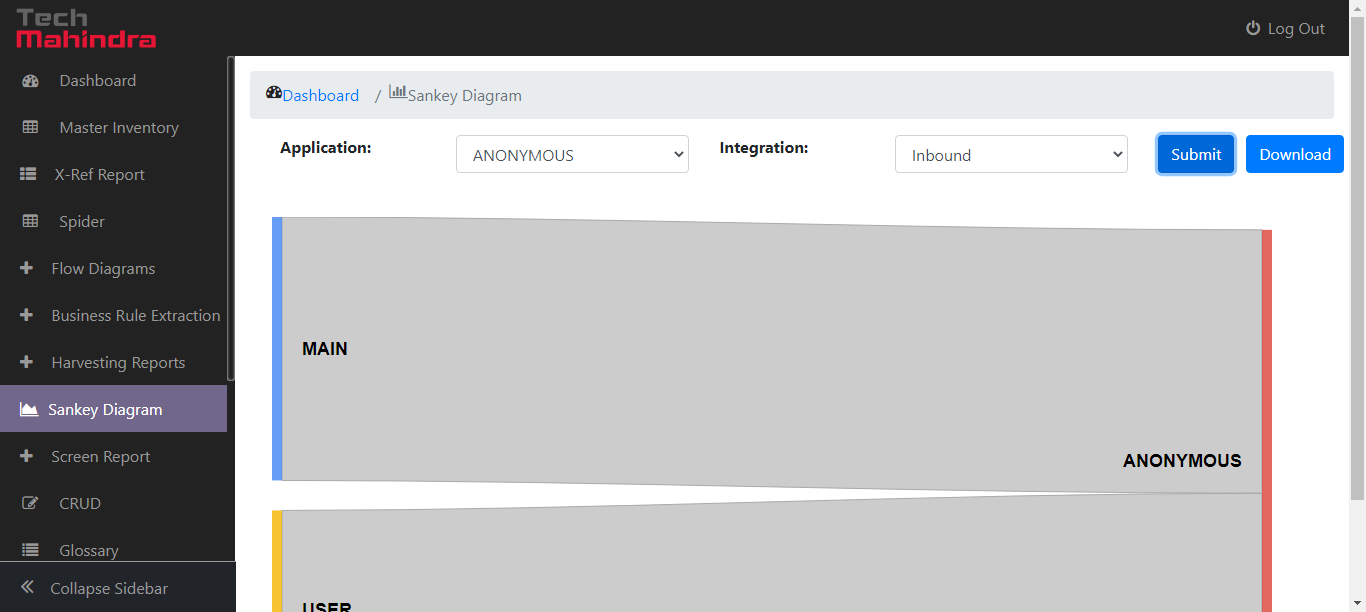 Tech
Mahindra
Log Out
Dashboard
Master Inventory
X-Ref Report
Spider
Flow Diagrams
Business Rule Extraction
Harvesting Reports
Sankey Diagram
Screen Report
CRUD
Glossary
Collapse Sidebar
Dashboard / Sankey Diagram
Application: ANONYMOUS Integration: Inbound Submit Download
MAIN
ANONYMOUS
USER